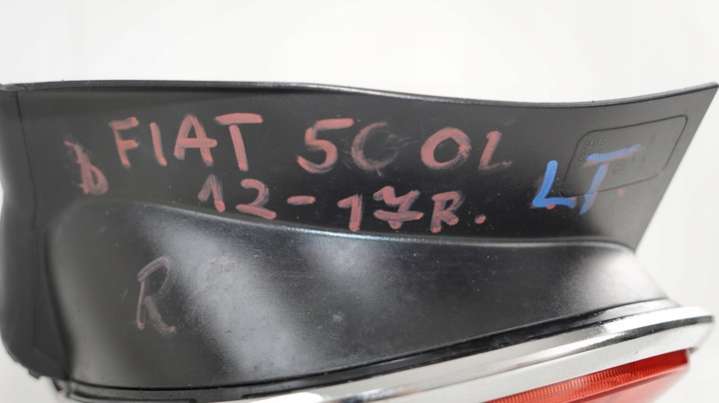 FIAT 500L LT
12-17R.
R